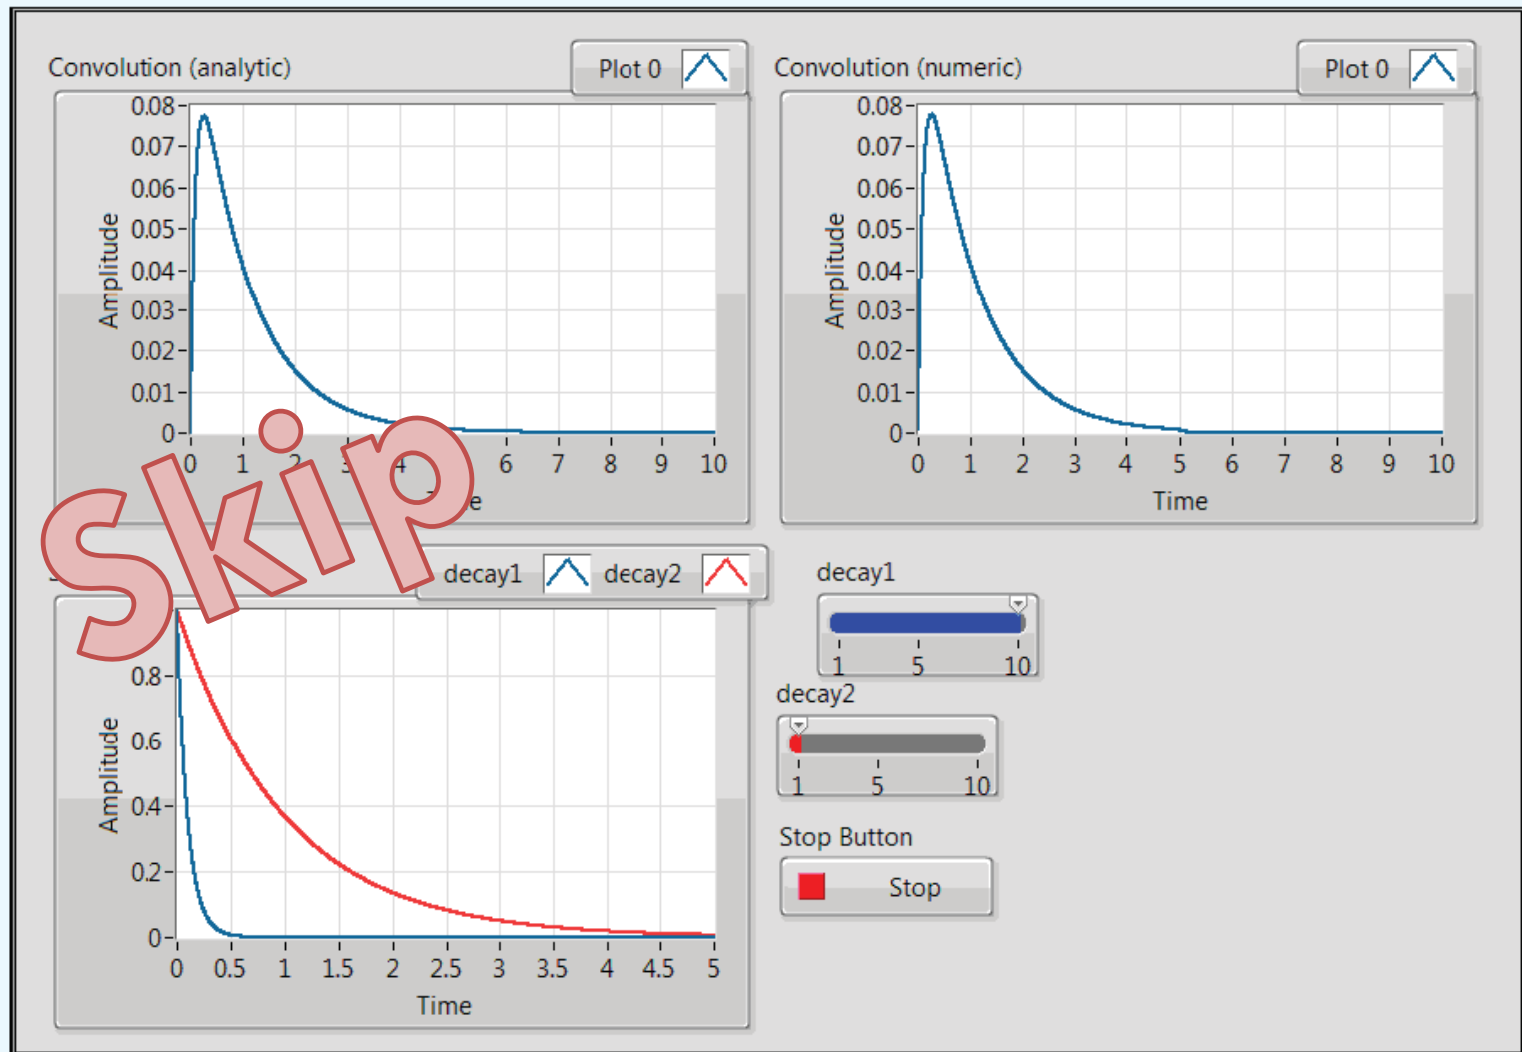 Convolution (analytic)
Plot 0
0.08
0.07
0.06
0.05
0.04
0.03
0.02
0.01
0
Amplitude
0 1 2 3 4 6 7 8 9 10
Convolution (numeric)
Plot 0
0.08
0.07
0.06
0.05
0.04
0.03
0.02
0.01
0
Amplitude
0 1 2 3 4 5 6 7 8 9 10
Time
Skip
decay1 decay2
0.8
0.6
0.4
0.2
0
Amplitude
0 0.5 1 1.5 2 2.5 3 3.5 4 4.5 5
Time
decay1
1 5 10
decay2
1 5 10
Stop Button
Stop